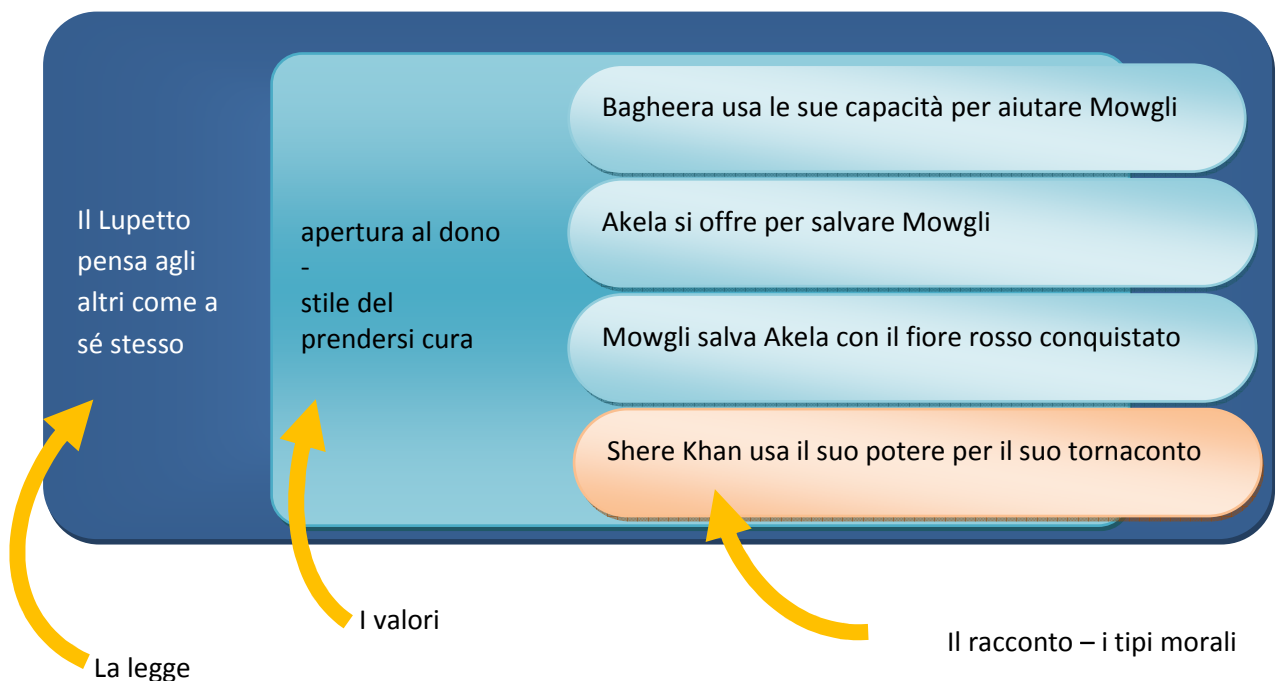 Il Lupetto
pensa agli
altri come a
sé stesso
apertura al dono
-
stile del
prendersi cura
Bagheera usa le sue capacità per aiutare Mowgli
Akela si offre per salvare Mowgli
Mowgli salva Akela con il fiore rosso conquistato
Shere Khan usa il suo potere per il suo tornaconto
La legge
I valori
Il racconto – i tipi morali